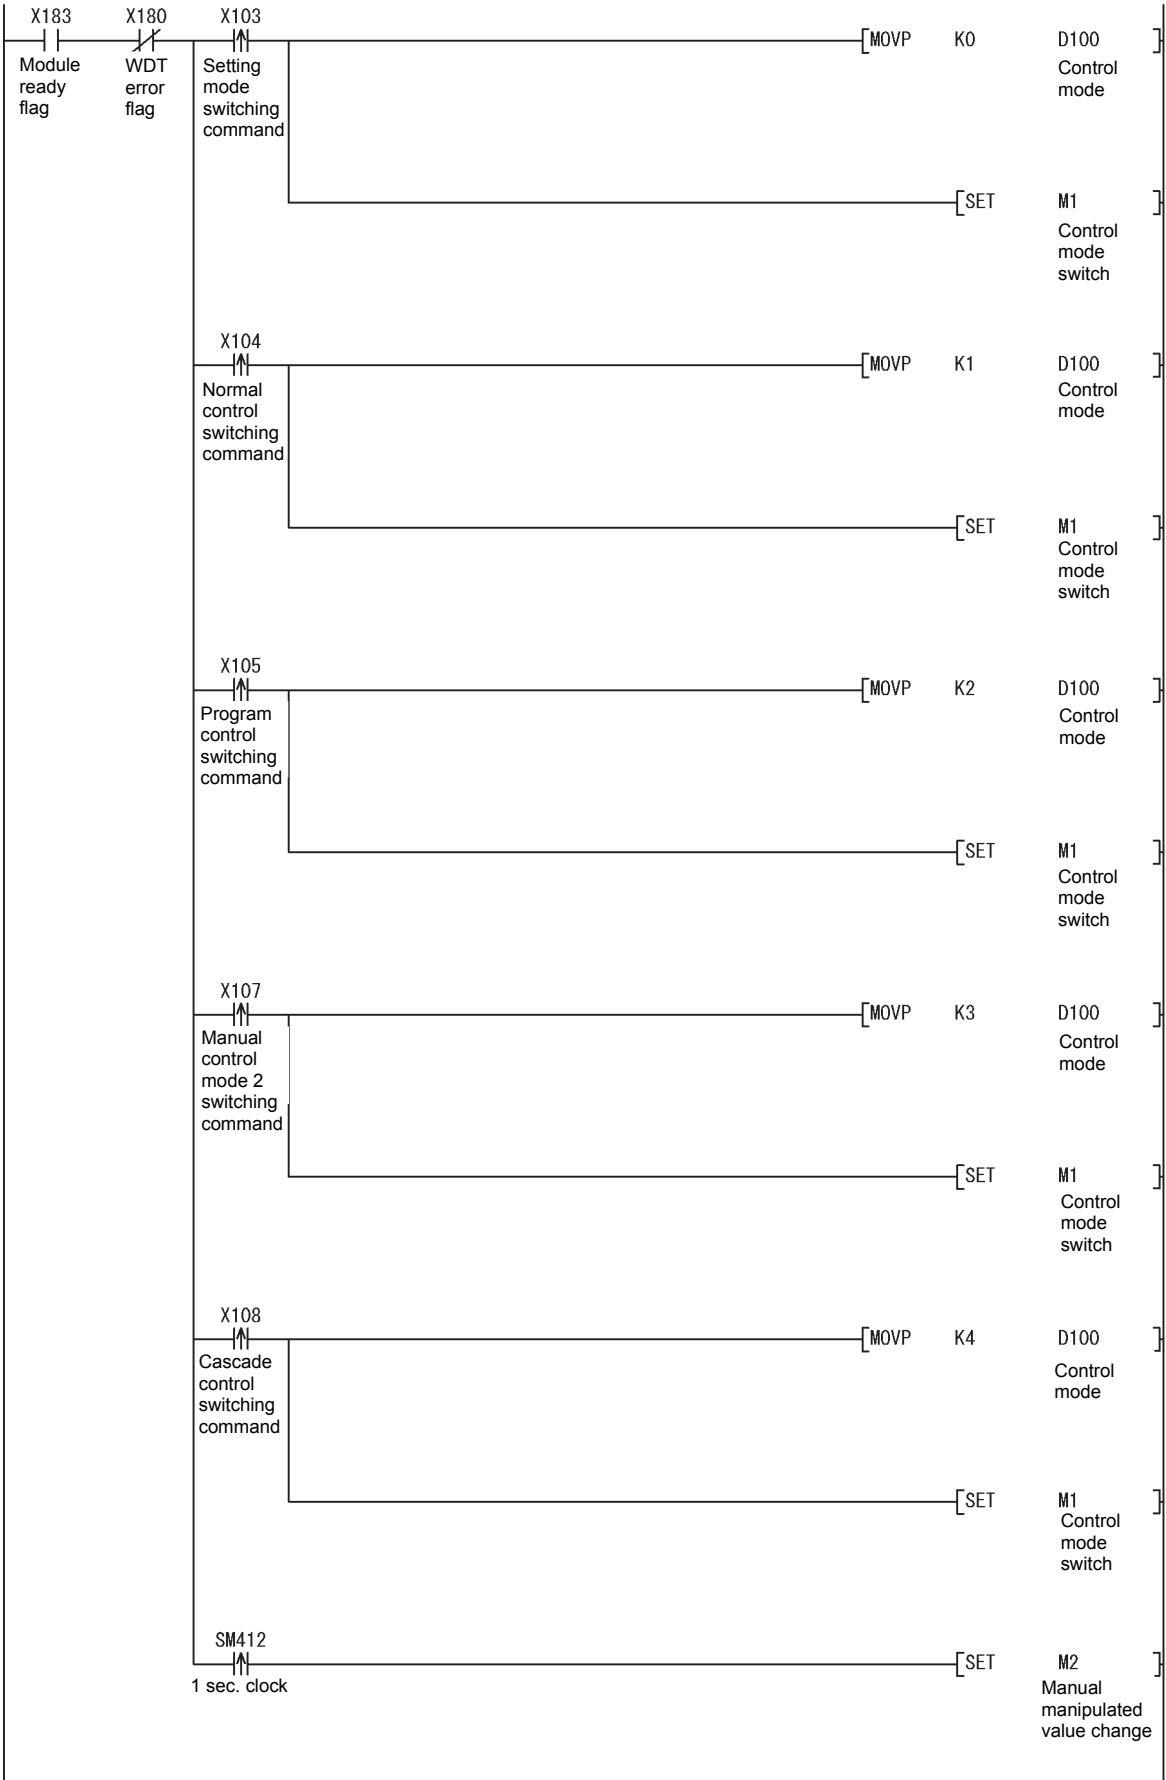 X183 X180 X103
[MOVP K0 D100 ]
Module
ready
flag
WDT
error
flag
Setting
mode
switching
command
Control
mode
[SET M1 ]
Control
mode
switch
X104
[MOVP K1 D100 ]
Normal
control
switching
command
Control
mode
[SET M1 ]
Control
mode
switch
X105
[MOVP K2 D100 ]
Program
control
switching
command
Control
mode
[SET M1 ]
Control
mode
switch
X107
[MOVP K3 D100 ]
Manual
control
mode 2
switching
command
Control
mode
[SET M1 ]
Control
mode
switch
X108
[MOVP K4 D100 ]
Cascade
control
switching
command
Control
mode
[SET M1 ]
Control
mode
switch
SM412
[SET M2 ]
1 sec. clock
Manual
manipulated
value change